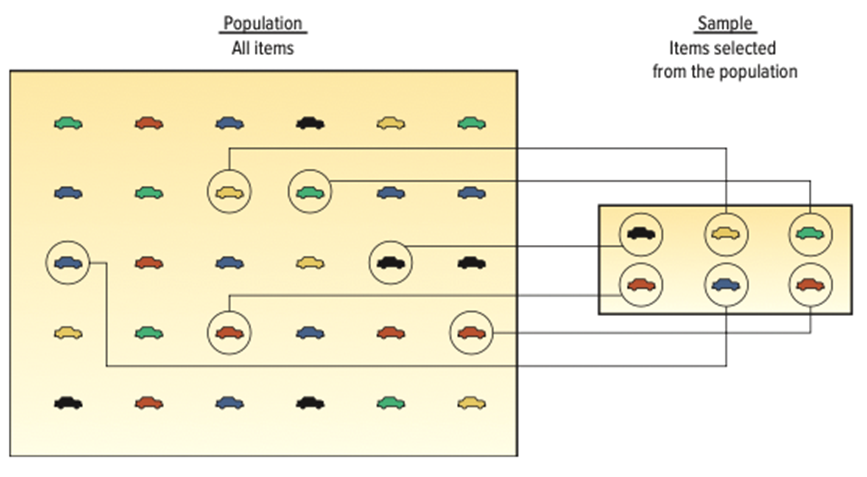 Population
All items
Sample
Items selected
from the population